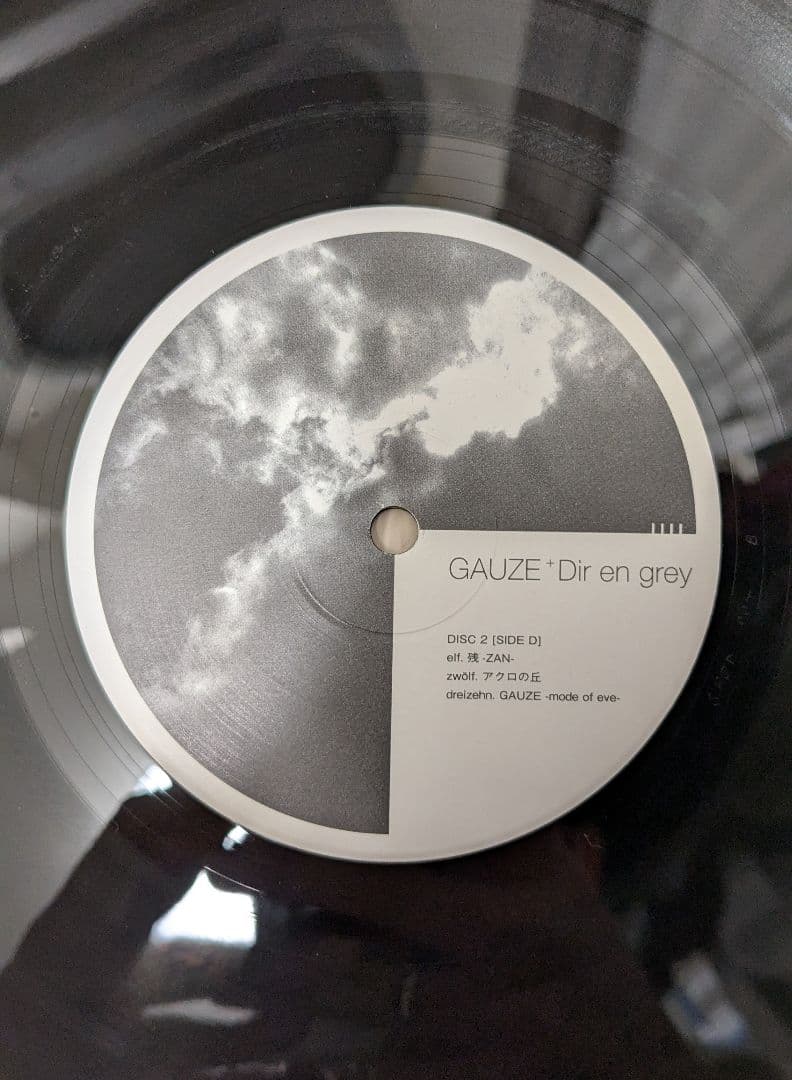 GAUZE + Dir en grey
DISC 2 [SIDE D]
elf. 残 -ZAN-
zwölf. アクロの丘
dreizehn. GAUZE -mode of eve-